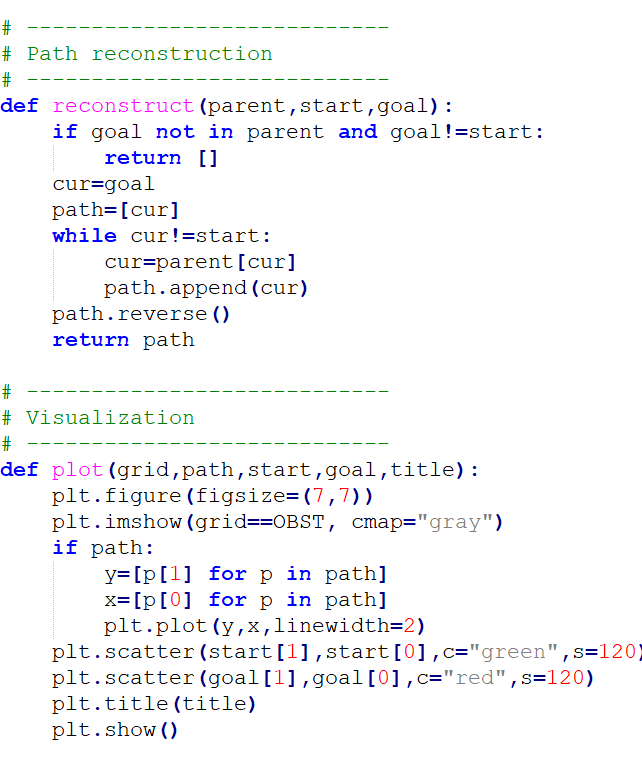 # ----------------------------
# Path reconstruction
# ----------------------------
def reconstruct(parent,start,goal):
    if goal not in parent and goal!=start:
        return []
    cur=goal
    path=[cur]
    while cur!=start:
        cur=parent[cur]
        path.append(cur)
    path.reverse()
    return path

# ----------------------------
# Visualization
# ----------------------------
def plot(grid,path,start,goal,title):
    plt.figure(figsize=(7,7))
    plt.imshow(grid==OBST, cmap="gray")
    if path:
        y=[p[1] for p in path]
        x=[p[0] for p in path]
        plt.plot(y,x,linewidth=2)
    plt.scatter(start[1],start[0],c="green",s=120)
    plt.scatter(goal[1],goal[0],c="red",s=120)
    plt.title(title)
    plt.show()